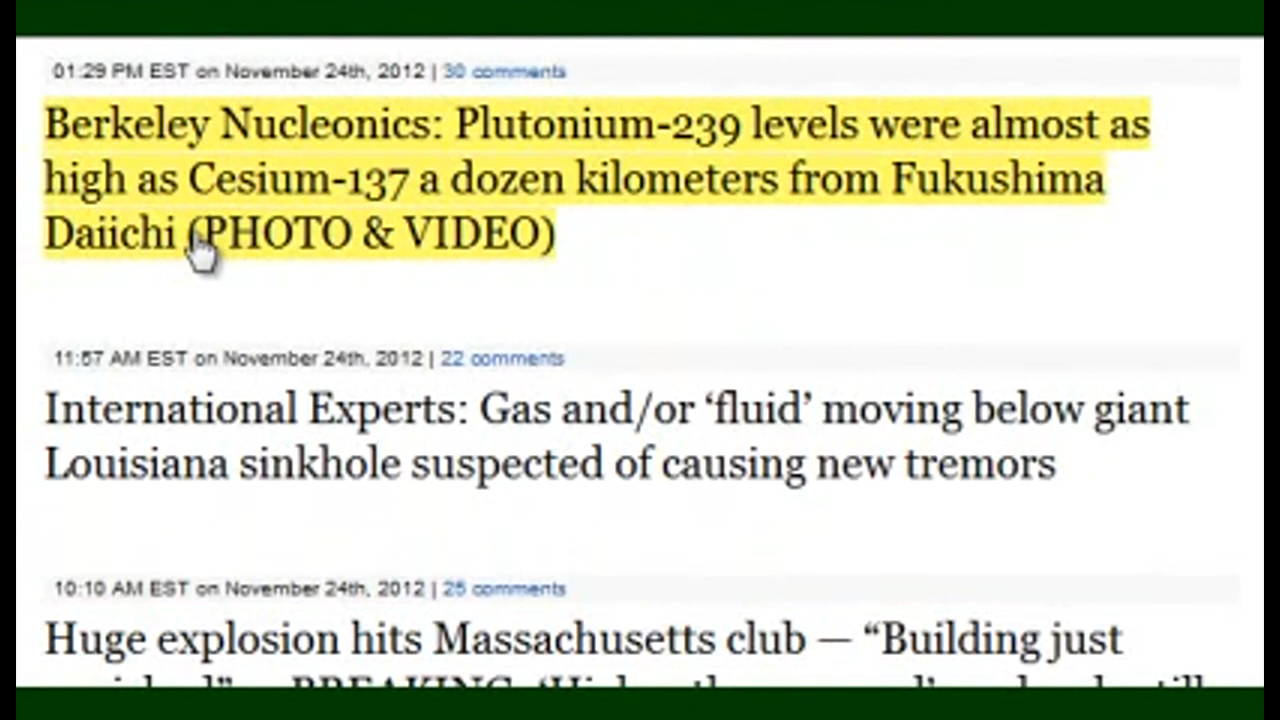 01:29 PM EST on November 24th, 2012 | 30 comments
Berkeley Nucleonics: Plutonium-239 levels were almost as
high as Cesium-137 a dozen kilometers from Fukushima
Daiichi (PHOTO & VIDEO)
11:57 AM EST on November 24th, 2012 | 22 comments
International Experts: Gas and/or ‘fluid’ moving below giant
Louisiana sinkhole suspected of causing new tremors
10:10 AM EST on November 24th, 2012 | 25 comments
Huge explosion hits Massachusetts club — “Building just
BREAKING: